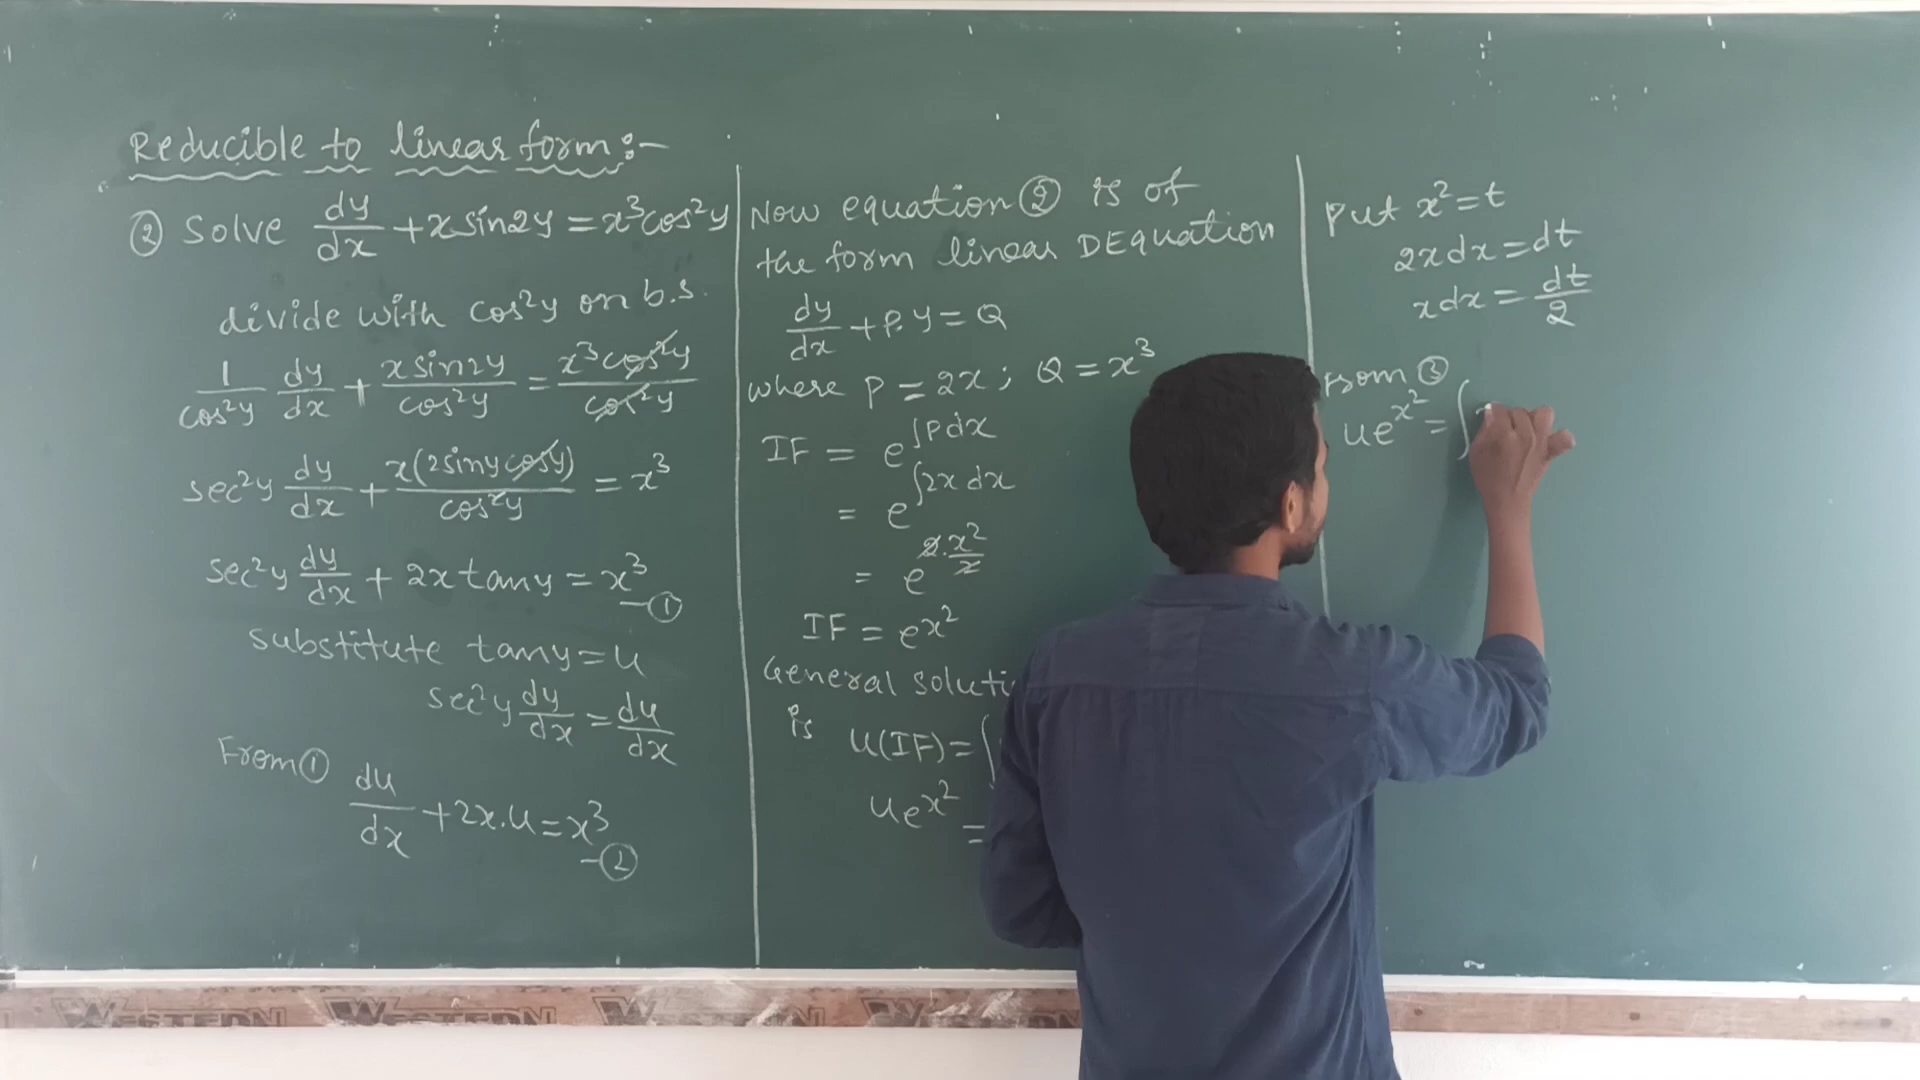 Reducible to linear form:-
② Solve dy/dx + x sin2y = x³cos²y
divide with cos²y on b.s.
1/cos²y dy/dx + x sin2y/cos²y = x³cos²y/cos²y
sec²y dy/dx + x(2siny cosy)/cos²y = x³
sec²y dy/dx + 2x tany = x³ -①
substitute tany = u
sec²y dy/dx = du/dx
From ①
du/dx + 2x.u = x³ -②
Now equation ② is of
the form linear DEquation
dy/dx + P.y = Q
where P = 2x; Q = x³
IF = e^∫Pdx
= e^∫2x dx
= e^2.x²/2
IF = e^x²
General soluti
is u(IF) = ∫
ue^x² =
=
Put x² = t
2xdx = dt
xdx = dt/2
From ③
ue^x² = ∫
WESTERN WESTERN WESTERN WESTERN